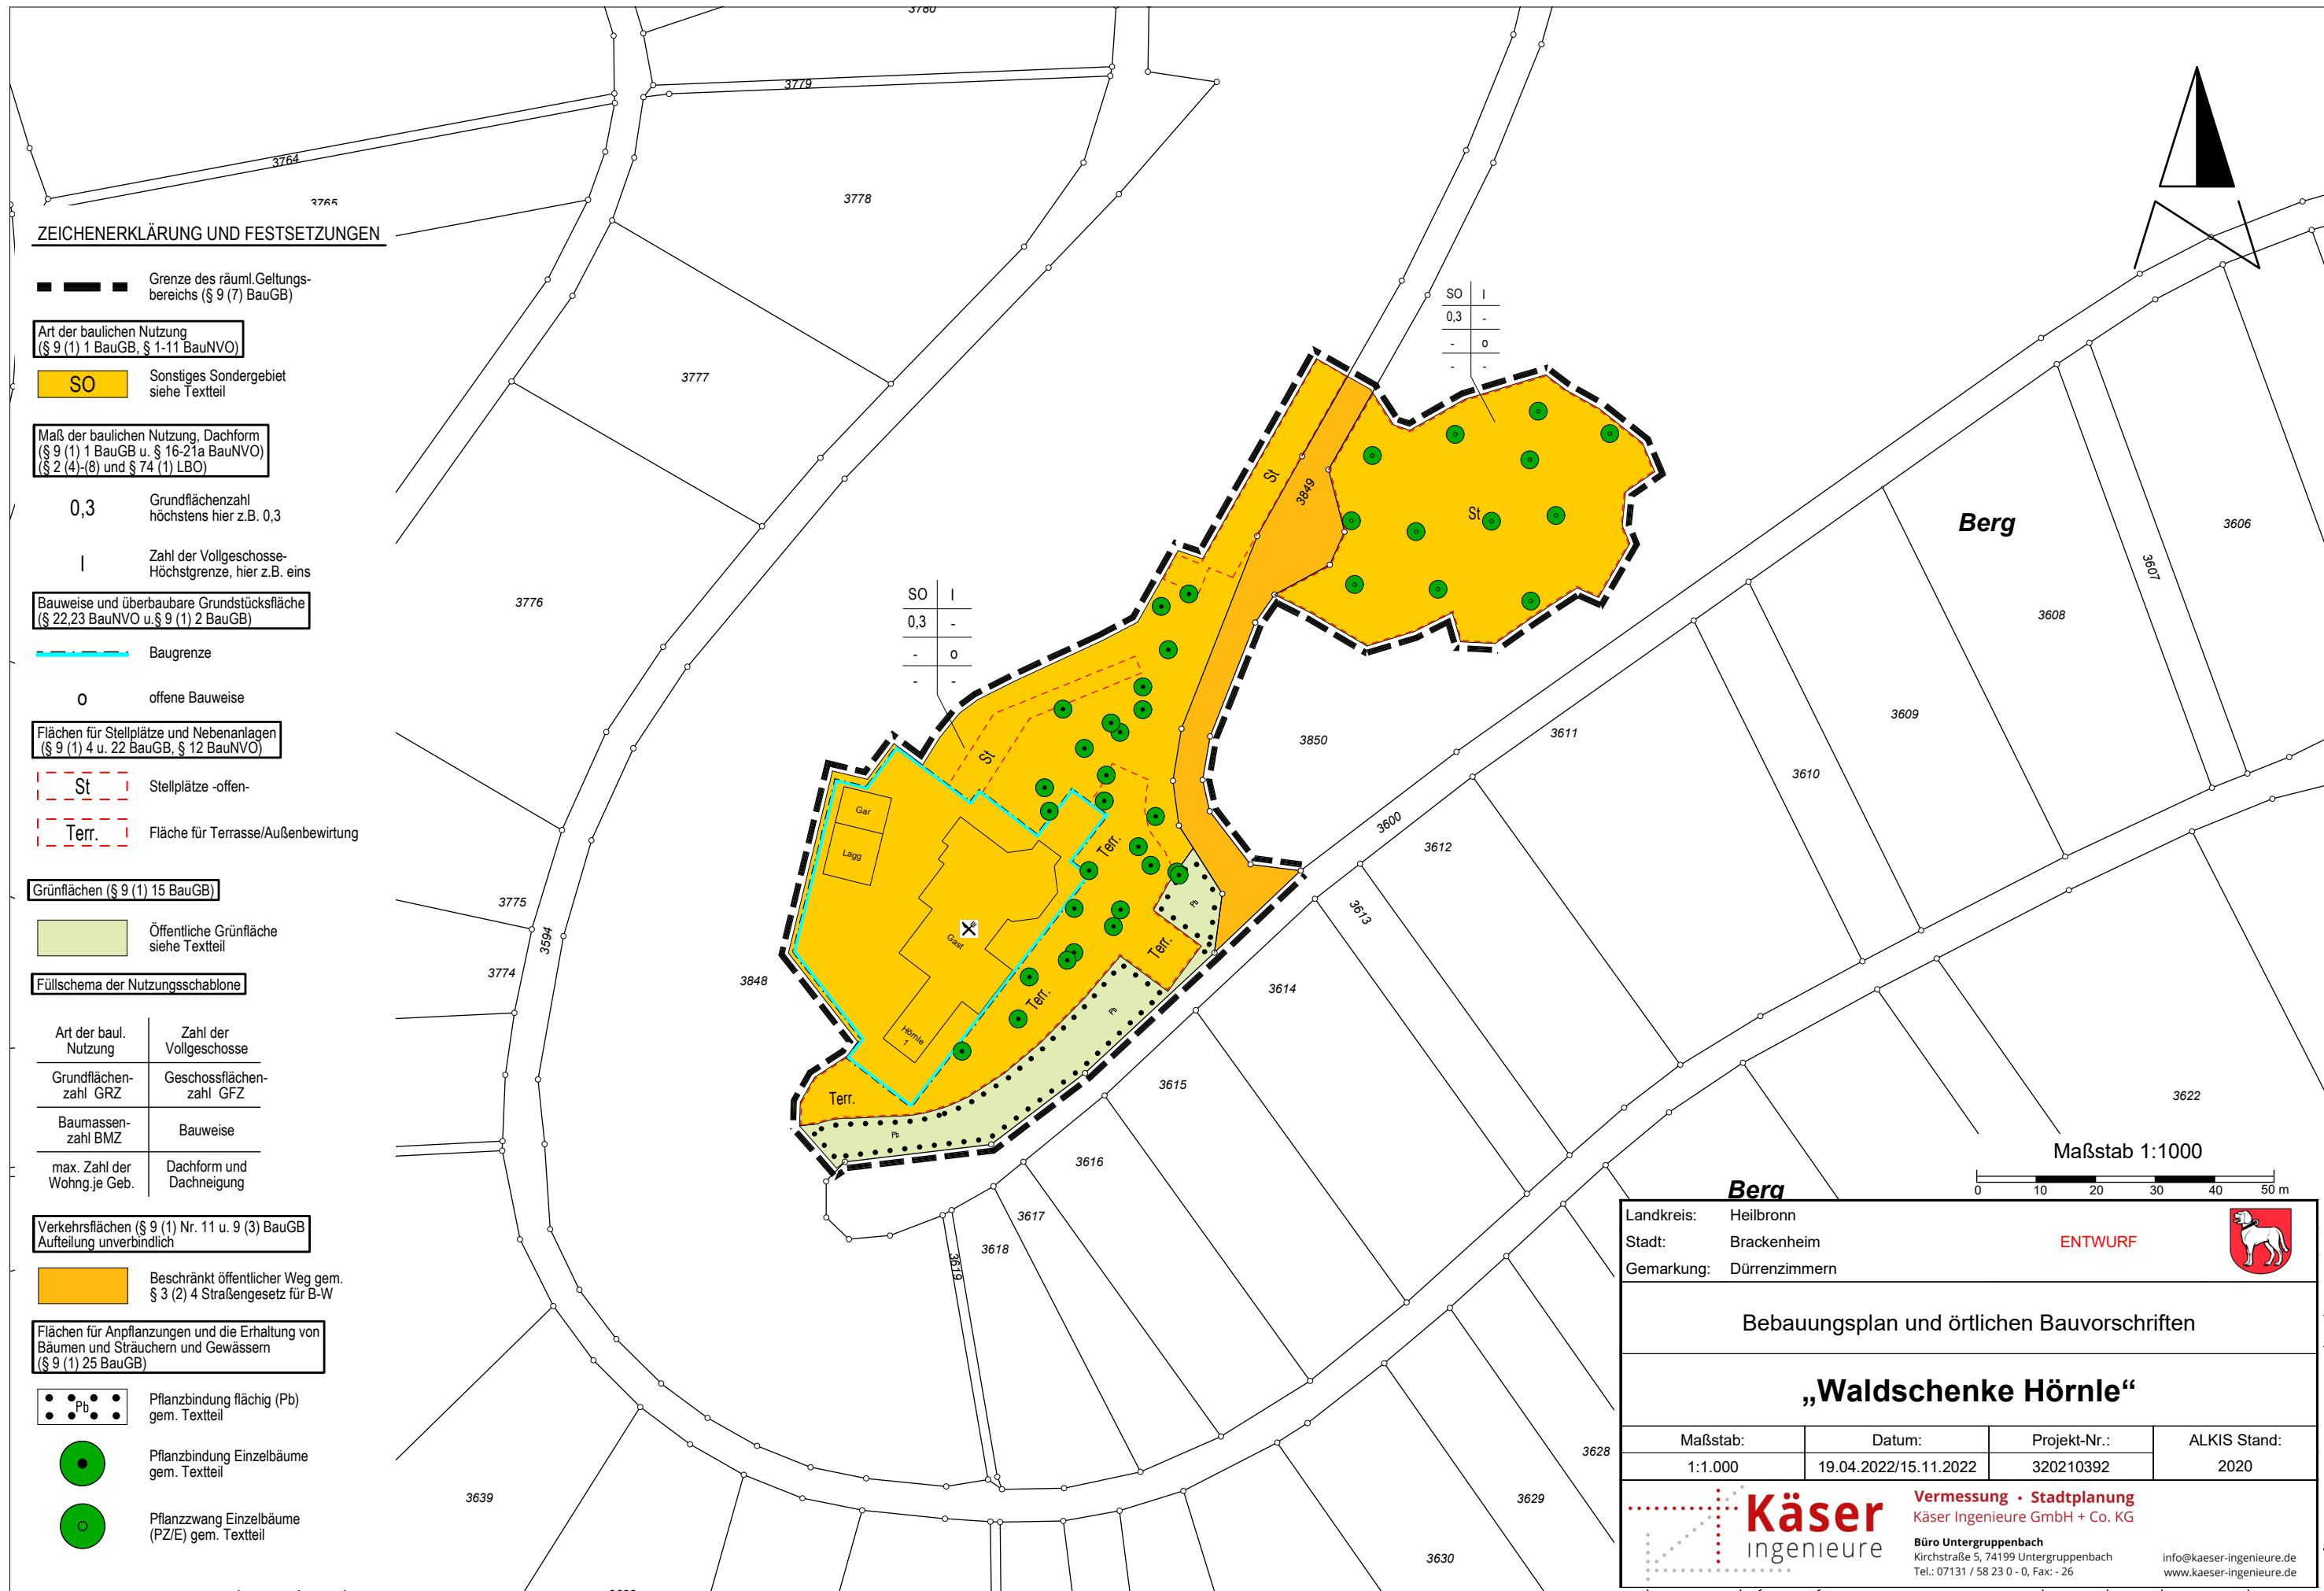 3780
3779
3764
3765
3778
ZEICHENERKLÄRUNG UND FESTSETZUNGEN
Grenze des räuml.Geltungs-
bereichs (§ 9 (7) BauGB)
Art der baulichen Nutzung
(§ 9 (1) 1 BauGB, § 1-11 BauNVO)
SO
Sonstiges Sondergebiet
siehe Textteil
Maß der baulichen Nutzung, Dachform
(§ 9 (1) 1 BauGB u. § 16-21a BauNVO)
(§ 2 (4)-(8) und § 74 (1) LBO)
0,3
Grundflächenzahl
höchstens hier z.B. 0,3
I
Zahl der Vollgeschosse-
Höchstgrenze, hier z.B. eins
Bauweise und überbaubare Grundstücksfläche
(§ 22,23 BauNVO u.§ 9 (1) 2 BauGB)
Baugrenze
o
offene Bauweise
Flächen für Stellplätze und Nebenanlagen
(§ 9 (1) 4 u. 22 BauGB, § 12 BauNVO)
St
Stellplätze -offen-
Terr.
Fläche für Terrasse/Außenbewirtung
Grünflächen (§ 9 (1) 15 BauGB)
Öffentliche Grünfläche
siehe Textteil
Füllschema der Nutzungsschablone
Art der baul. Nutzung
Zahl der Vollgeschosse
Grundflächen-zahl GRZ
Geschossflächen-zahl GFZ
Baumassen-zahl BMZ
Bauweise
max. Zahl der Wohng.je Geb.
Dachform und Dachneigung
Verkehrsflächen (§ 9 (1) Nr. 11 u. 9 (3) BauGB
Aufteilung unverbindlich
Beschränkt öffentlicher Weg gem.
§ 3 (2) 4 Straßengesetz für B-W
Flächen für Anpflanzungen und die Erhaltung von
Bäumen und Sträuchern und Gewässern
(§ 9 (1) 25 BauGB)
Pb
Pflanzbindung flächig (Pb)
gem. Textteil
Pflanzbindung Einzelbäume
gem. Textteil
Pflanzzwang Einzelbäume
(PZ/E) gem. Textteil
3777
3776
3775
3774
3594
3848
3639
SO I
0,3 -
- o
- -
SO I
0,3 -
- o
- -
St
3849
St
St
Gar
Lagg
Gast
Hörnle
1
Terr.
Terr.
Terr.
Terr.
Pb
Pb
Pb
3850
3600
3611
3612
3613
3614
3615
3616
3617
3618
3619
Berg
3606
3607
3608
3609
3610
3622
3628
3629
3630
Berg
Maßstab 1:1000
0 10 20 30 40 50 m
Landkreis: Heilbronn
Stadt: Brackenheim
ENTWURF
Gemarkung: Dürrenzimmern
Bebauungsplan und örtlichen Bauvorschriften
„Waldschenke Hörnle“
Maßstab: Datum: Projekt-Nr.: ALKIS Stand:
1:1.000 19.04.2022/15.11.2022 320210392 2020
Käser
ingenieure
Vermessung · Stadtplanung
Käser Ingenieure GmbH + Co. KG
Büro Untergruppenbach
Kirchstraße 5, 74199 Untergruppenbach
Tel.: 07131 / 58 23 0 - 0, Fax: - 26
info@kaeser-ingenieure.de
www.kaeser-ingenieure.de